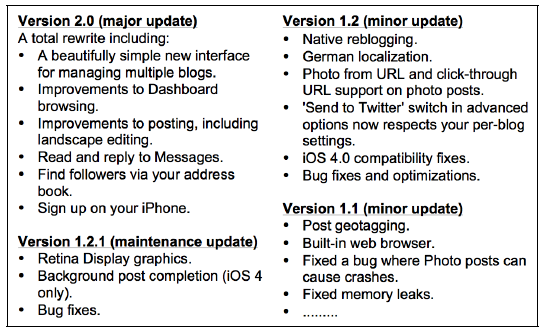 Version 2.0 (major update)
A total rewrite including:
• A beautifully simple new interface
for managing multiple blogs.
• Improvements to Dashboard
browsing.
• Improvements to posting, including
landscape editing.
• Read and reply to Messages.
• Find followers via your address
book.
• Sign up on your iPhone.
Version 1.2.1 (maintenance update)
• Retina Display graphics.
• Background post completion (iOS 4
only).
• Bug fixes.
Version 1.2 (minor update)
• Native reblogging.
• German localization.
• Photo from URL and click-through
URL support on photo posts.
• 'Send to Twitter' switch in advanced
options now respects your per-blog
settings.
• iOS 4.0 compatibility fixes.
• Bug fixes and optimizations.
Version 1.1 (minor update)
• Post geotagging.
• Built-in web browser.
• Fixed a bug where Photo posts can
cause crashes.
• Fixed memory leaks.
• .........